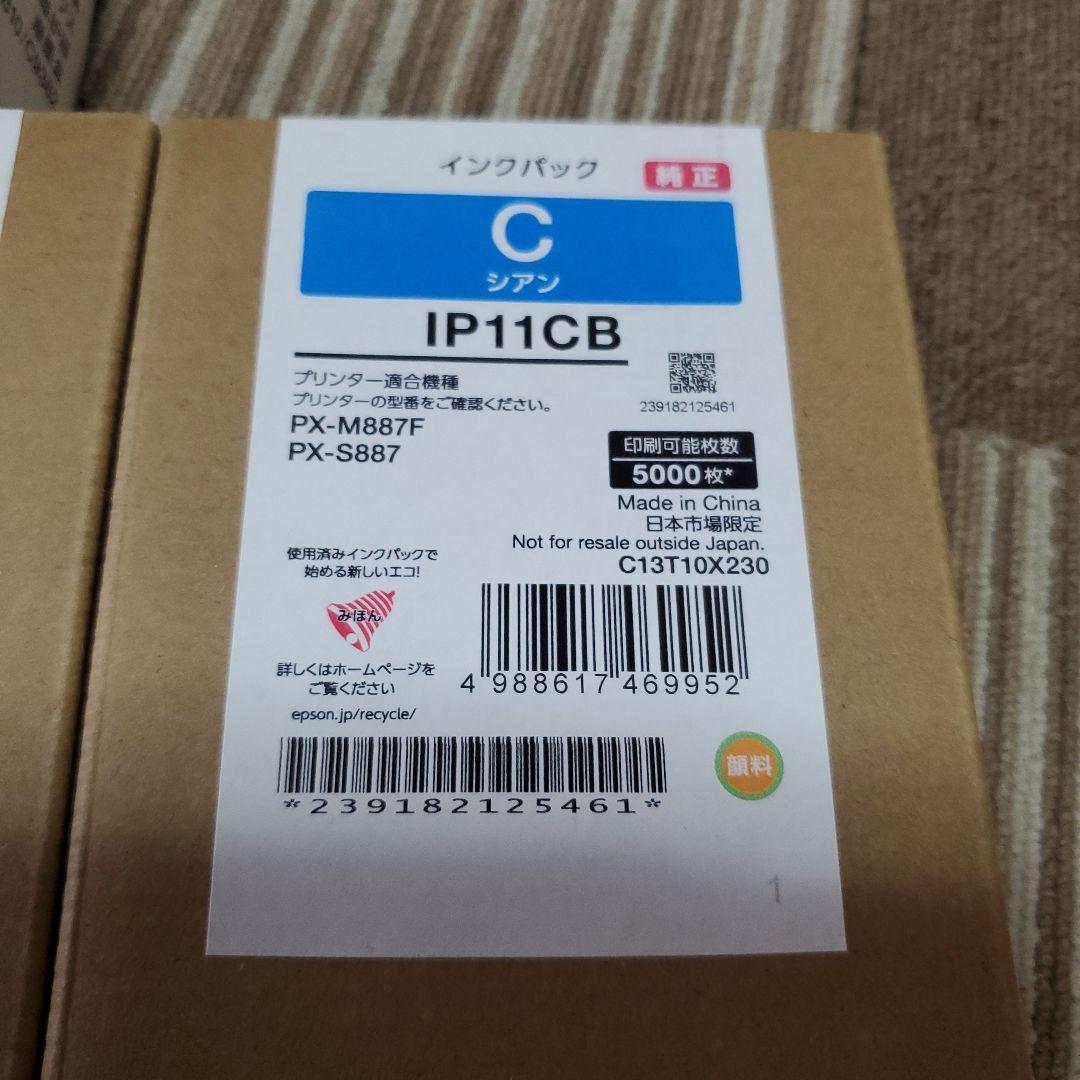 インクパック
純正
C
シアン
IP11CB
プリンター適合機種
プリンターの型番をご確認ください。
PX-M887F
PX-S887
239182125461
印刷可能枚数
5000枚*
Made in China
日本市場限定
Not for resale outside Japan.
C13T10X230
使用済みインクパックで
始める新しいエコ!
みほん
詳しくはホームページを
ご覧ください
epson.jp/recycle/
4 988617 469952
*239182125461*
顔料
1